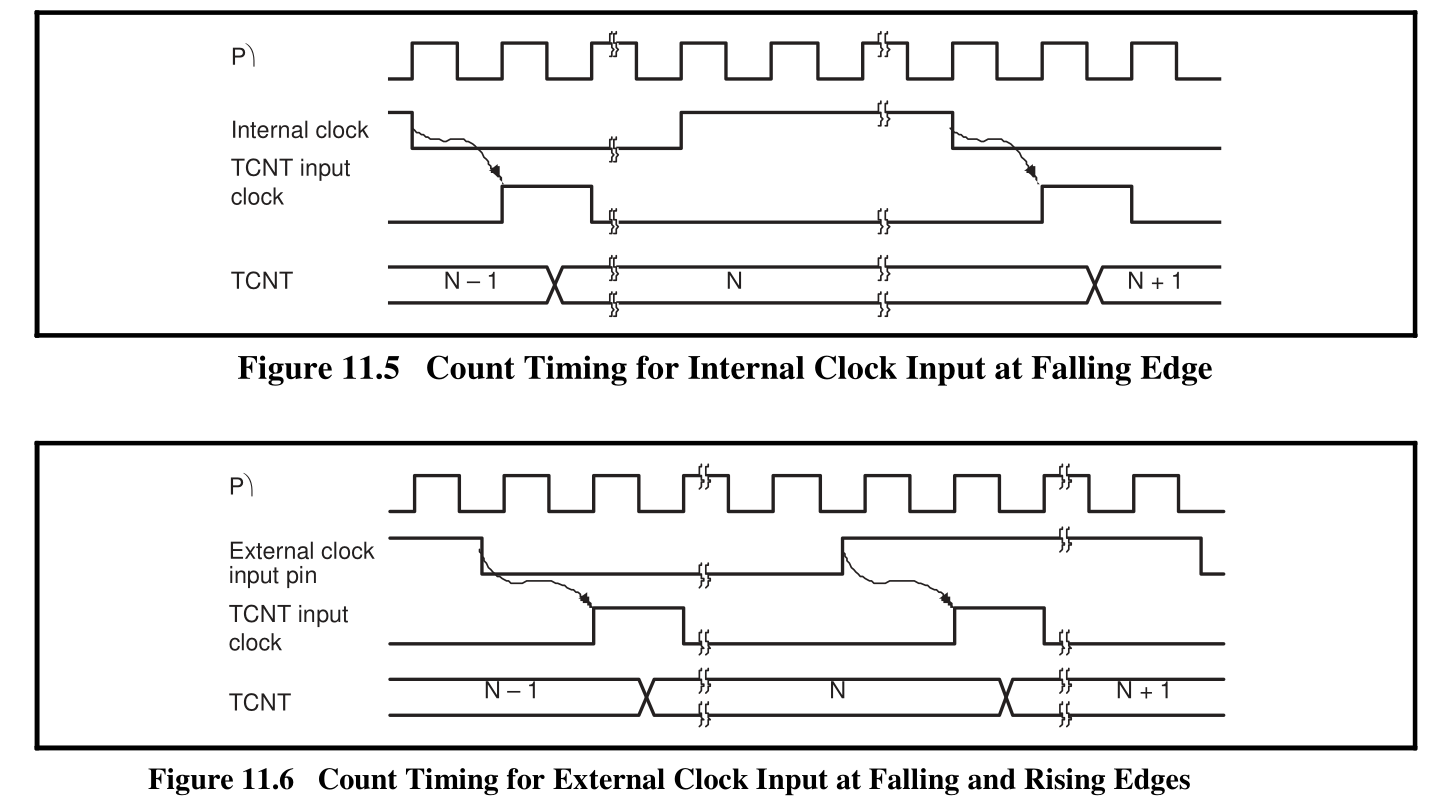 P)
Internal clock
TCNT input
clock
TCNT
N – 1
N
N + 1
Figure 11.5 Count Timing for Internal Clock Input at Falling Edge
P)
External clock
input pin
TCNT input
clock
TCNT
N – 1
N
N + 1
Figure 11.6 Count Timing for External Clock Input at Falling and Rising Edges